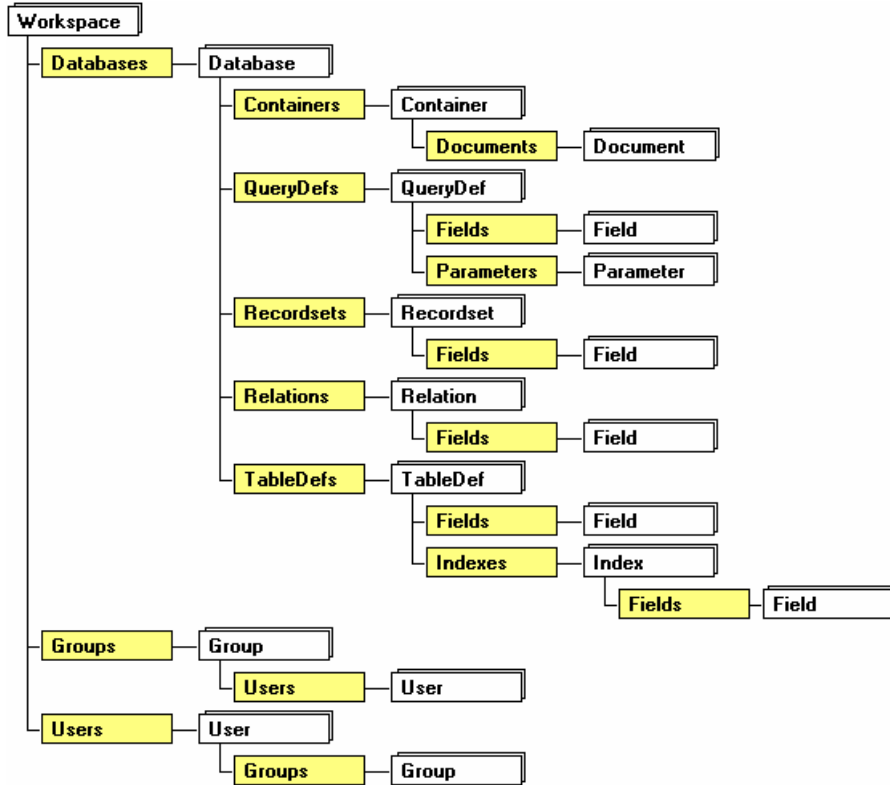 Workspace
Databases Database
Containers Container
Documents Document
QueryDefs QueryDef
Fields Field
Parameters Parameter
Recordsets Recordset
Fields Field
Relations Relation
Fields Field
TableDefs TableDef
Fields Field
Indexes Index
Fields Field
Groups Group
Users User
Users User
Groups Group